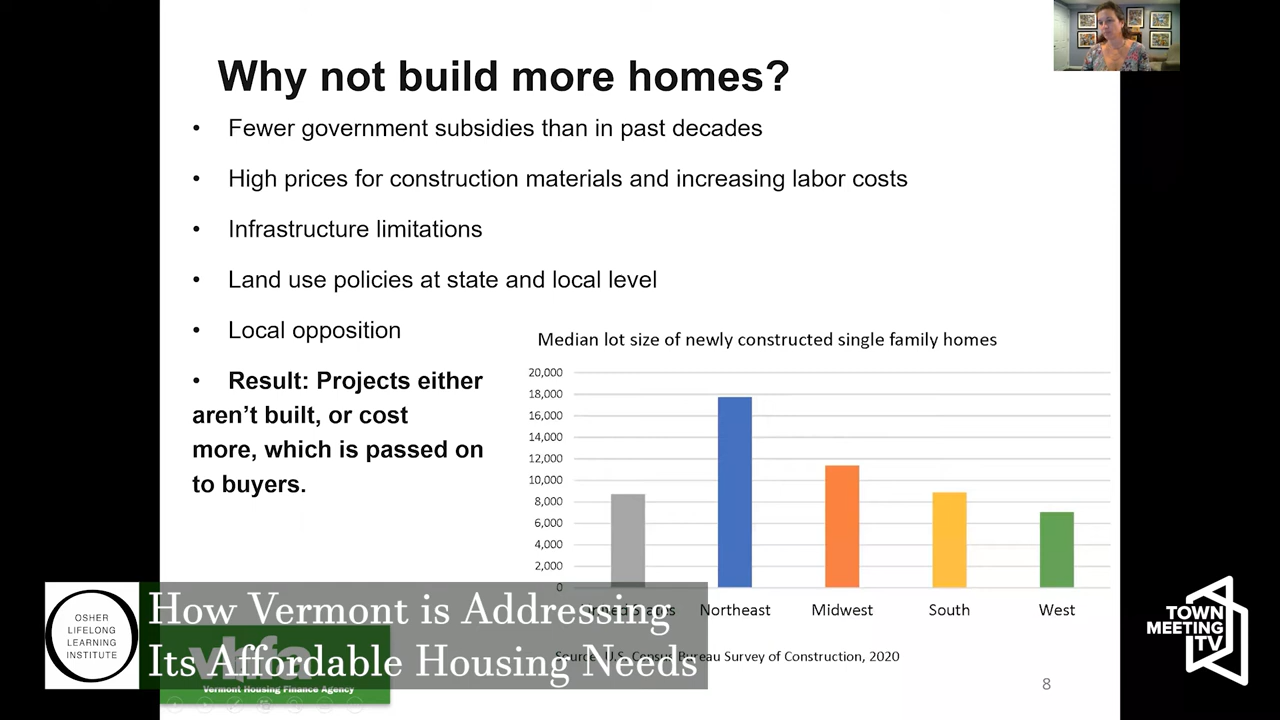 Why not build more homes?
• Fewer government subsidies than in past decades
• High prices for construction materials and increasing labor costs
• Infrastructure limitations
• Land use policies at state and local level
• Local opposition
• Result: Projects either
aren’t built, or cost
more, which is passed on
to buyers.
Median lot size of newly constructed single family homes
20,000
18,000
16,000
14,000
12,000
10,000
8,000
6,000
4,000
2,000
0
United States Northeast Midwest South West
Source: U.S. Census Bureau Survey of Construction, 2020
OSHER
LIFELONG
LEARNING
INSTITUTE
How Vermont is Addressing
Its Affordable Housing Needs
vhfa
Vermont Housing Finance Agency
8
TOWN
MEETING
TV